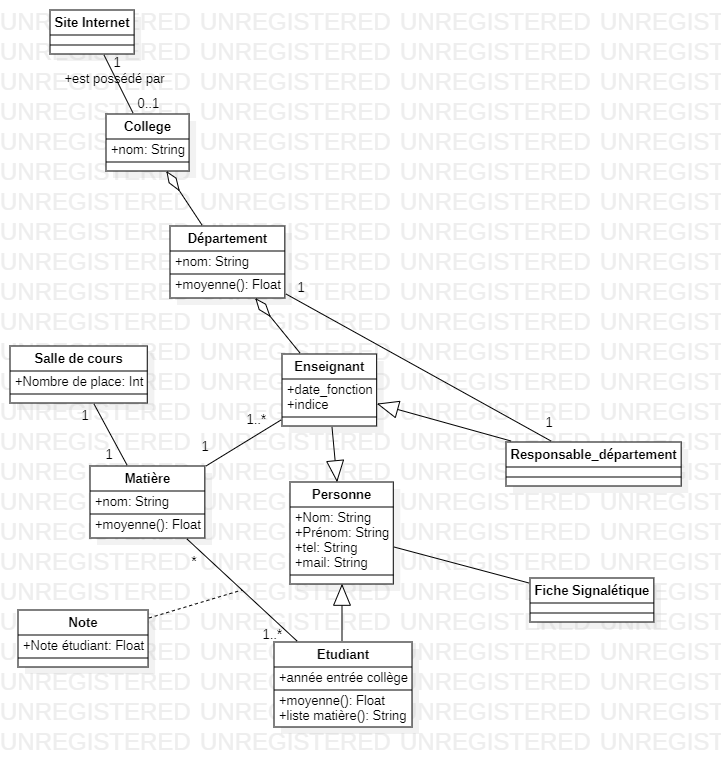 Site Internet
1
+est possédé par
0..1
College
+nom: String
Département
+nom: String
+moyenne(): Float
1
Salle de cours
+Nombre de place: Int
1
1
Enseignant
+date_fonction
+indice
1..*
1
1
Responsable_département
Matière
+nom: String
+moyenne(): Float
*
Personne
+Nom: String
+Prénom: String
+tel: String
+mail: String
Fiche Signalétique
Note
+Note étudiant: Float
1..*
Etudiant
+année entrée collège
+moyenne(): Float
+liste matière(): String
UNREGISTERED